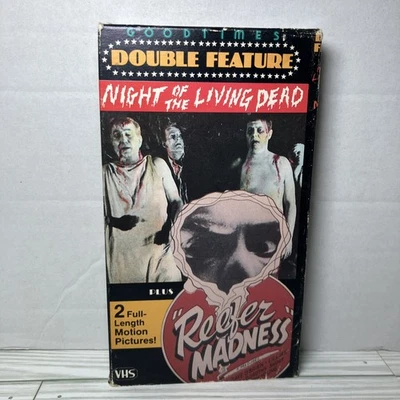 GOODTIMES
DOUBLE FEATURE
NIGHT OF THE LIVING DEAD
PLUS
2 Full-
Length
Motion
Pictures!
"Reefer
MADNESS"
VHS